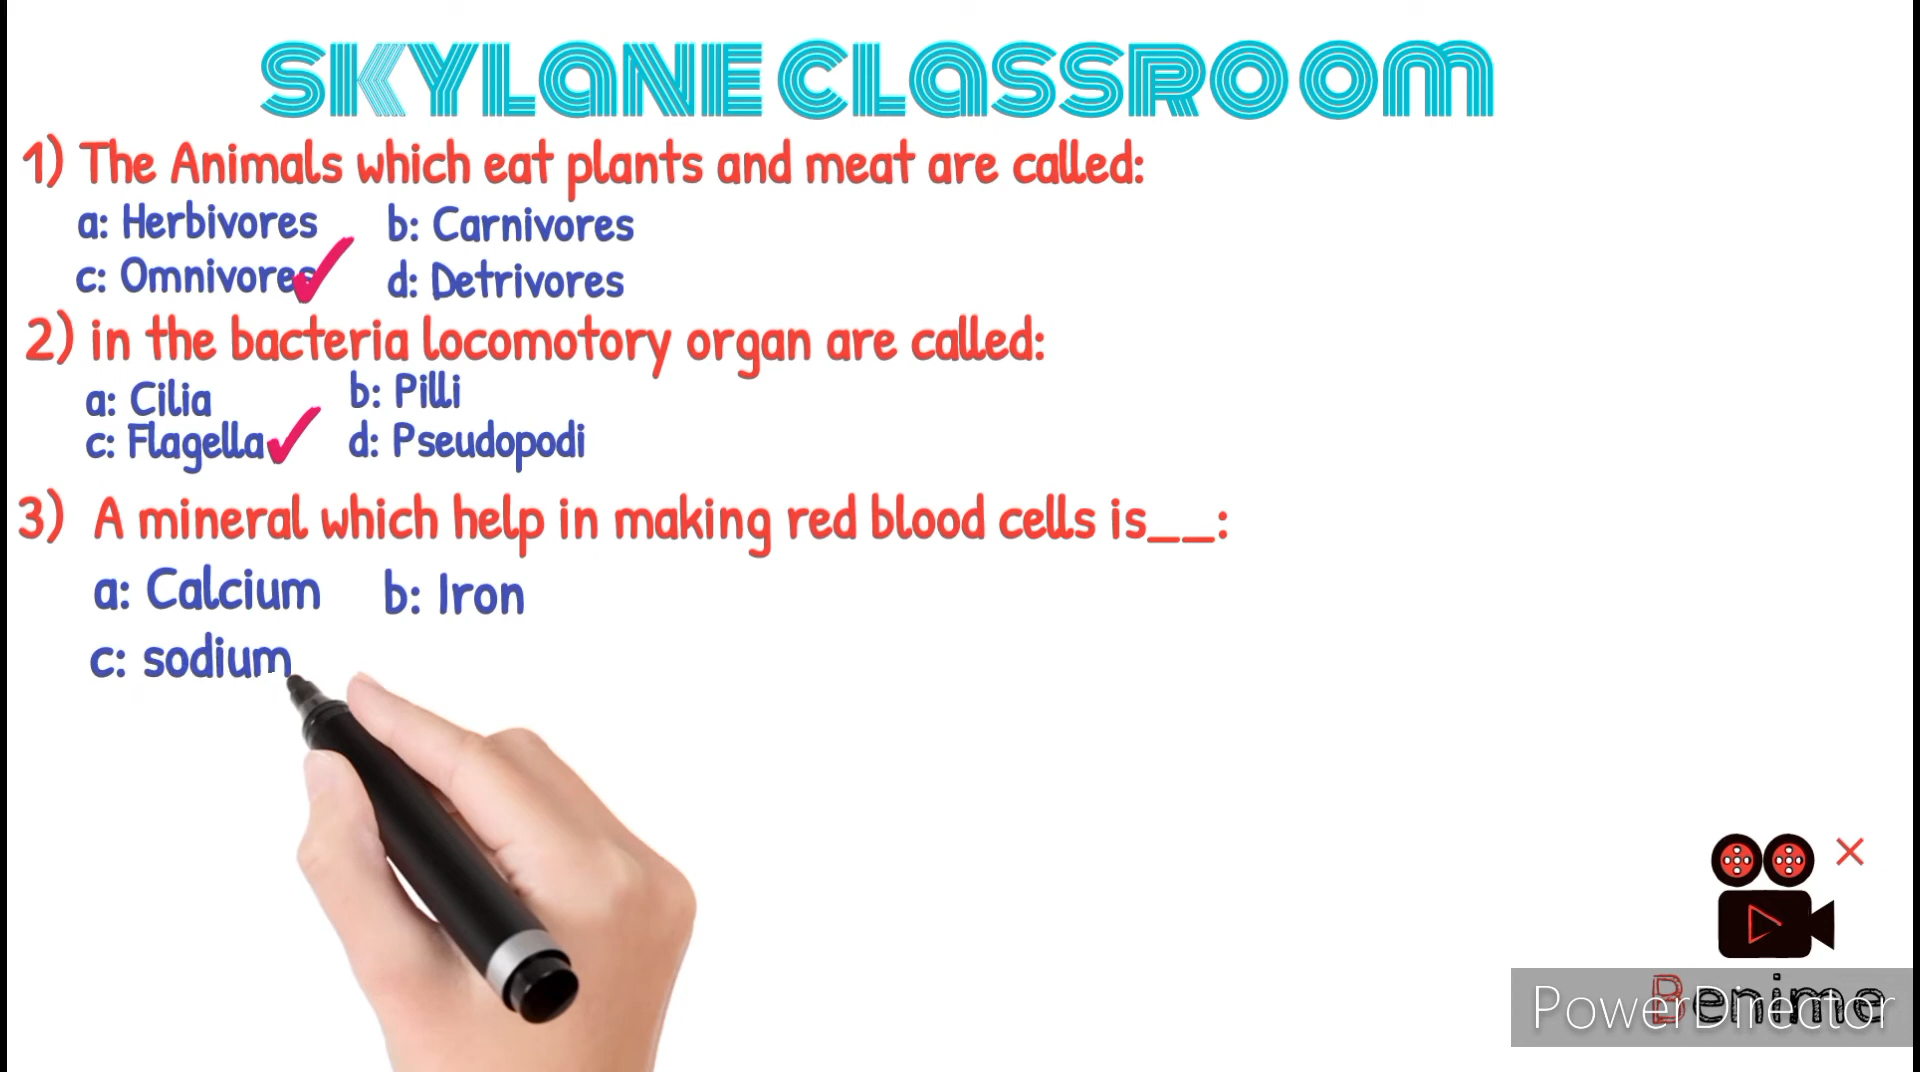 SKYLANE CLASSROOM
1) The Animals which eat plants and meat are called:
a: Herbivores b: Carnivores
c: Omnivores d: Detrivores
2) in the bacteria locomotory organ are called:
a: Cilia b: Pilli
c: Flagella d: Pseudopodi
3) A mineral which help in making red blood cells is__:
a: Calcium b: Iron
c: sodium
Benime
PowerDirector